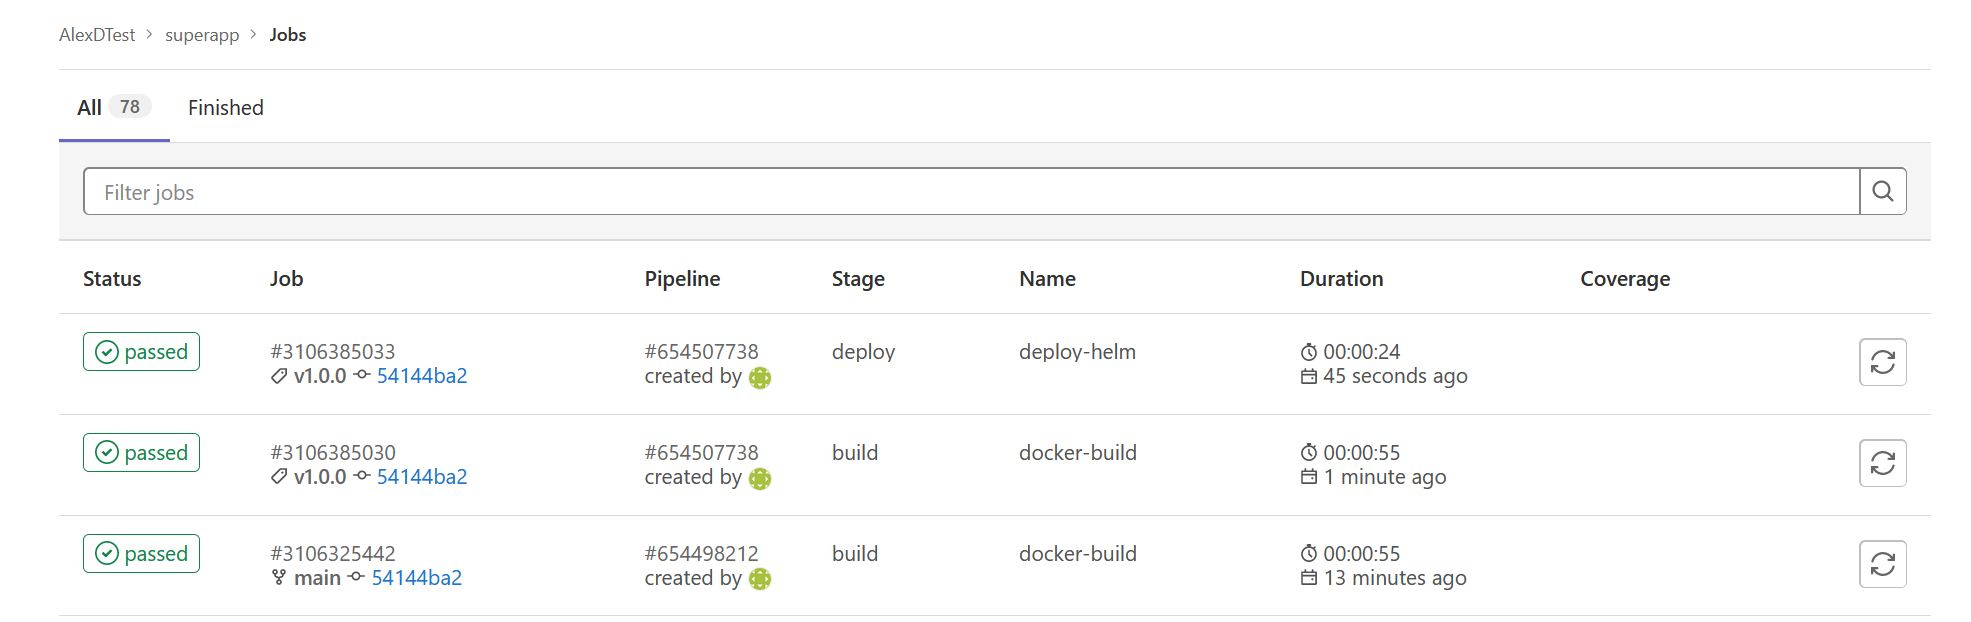 AlexDTest > superapp > Jobs
All 78 Finished
Filter jobs
Status Job Pipeline Stage Name Duration Coverage
passed #3106385033 #654507738 deploy deploy-helm 00:00:24
v1.0.0 54144ba2 created by 45 seconds ago
passed #3106385030 #654507738 build docker-build 00:00:55
v1.0.0 54144ba2 created by 1 minute ago
passed #3106325442 #654498212 build docker-build 00:00:55
main 54144ba2 created by 13 minutes ago